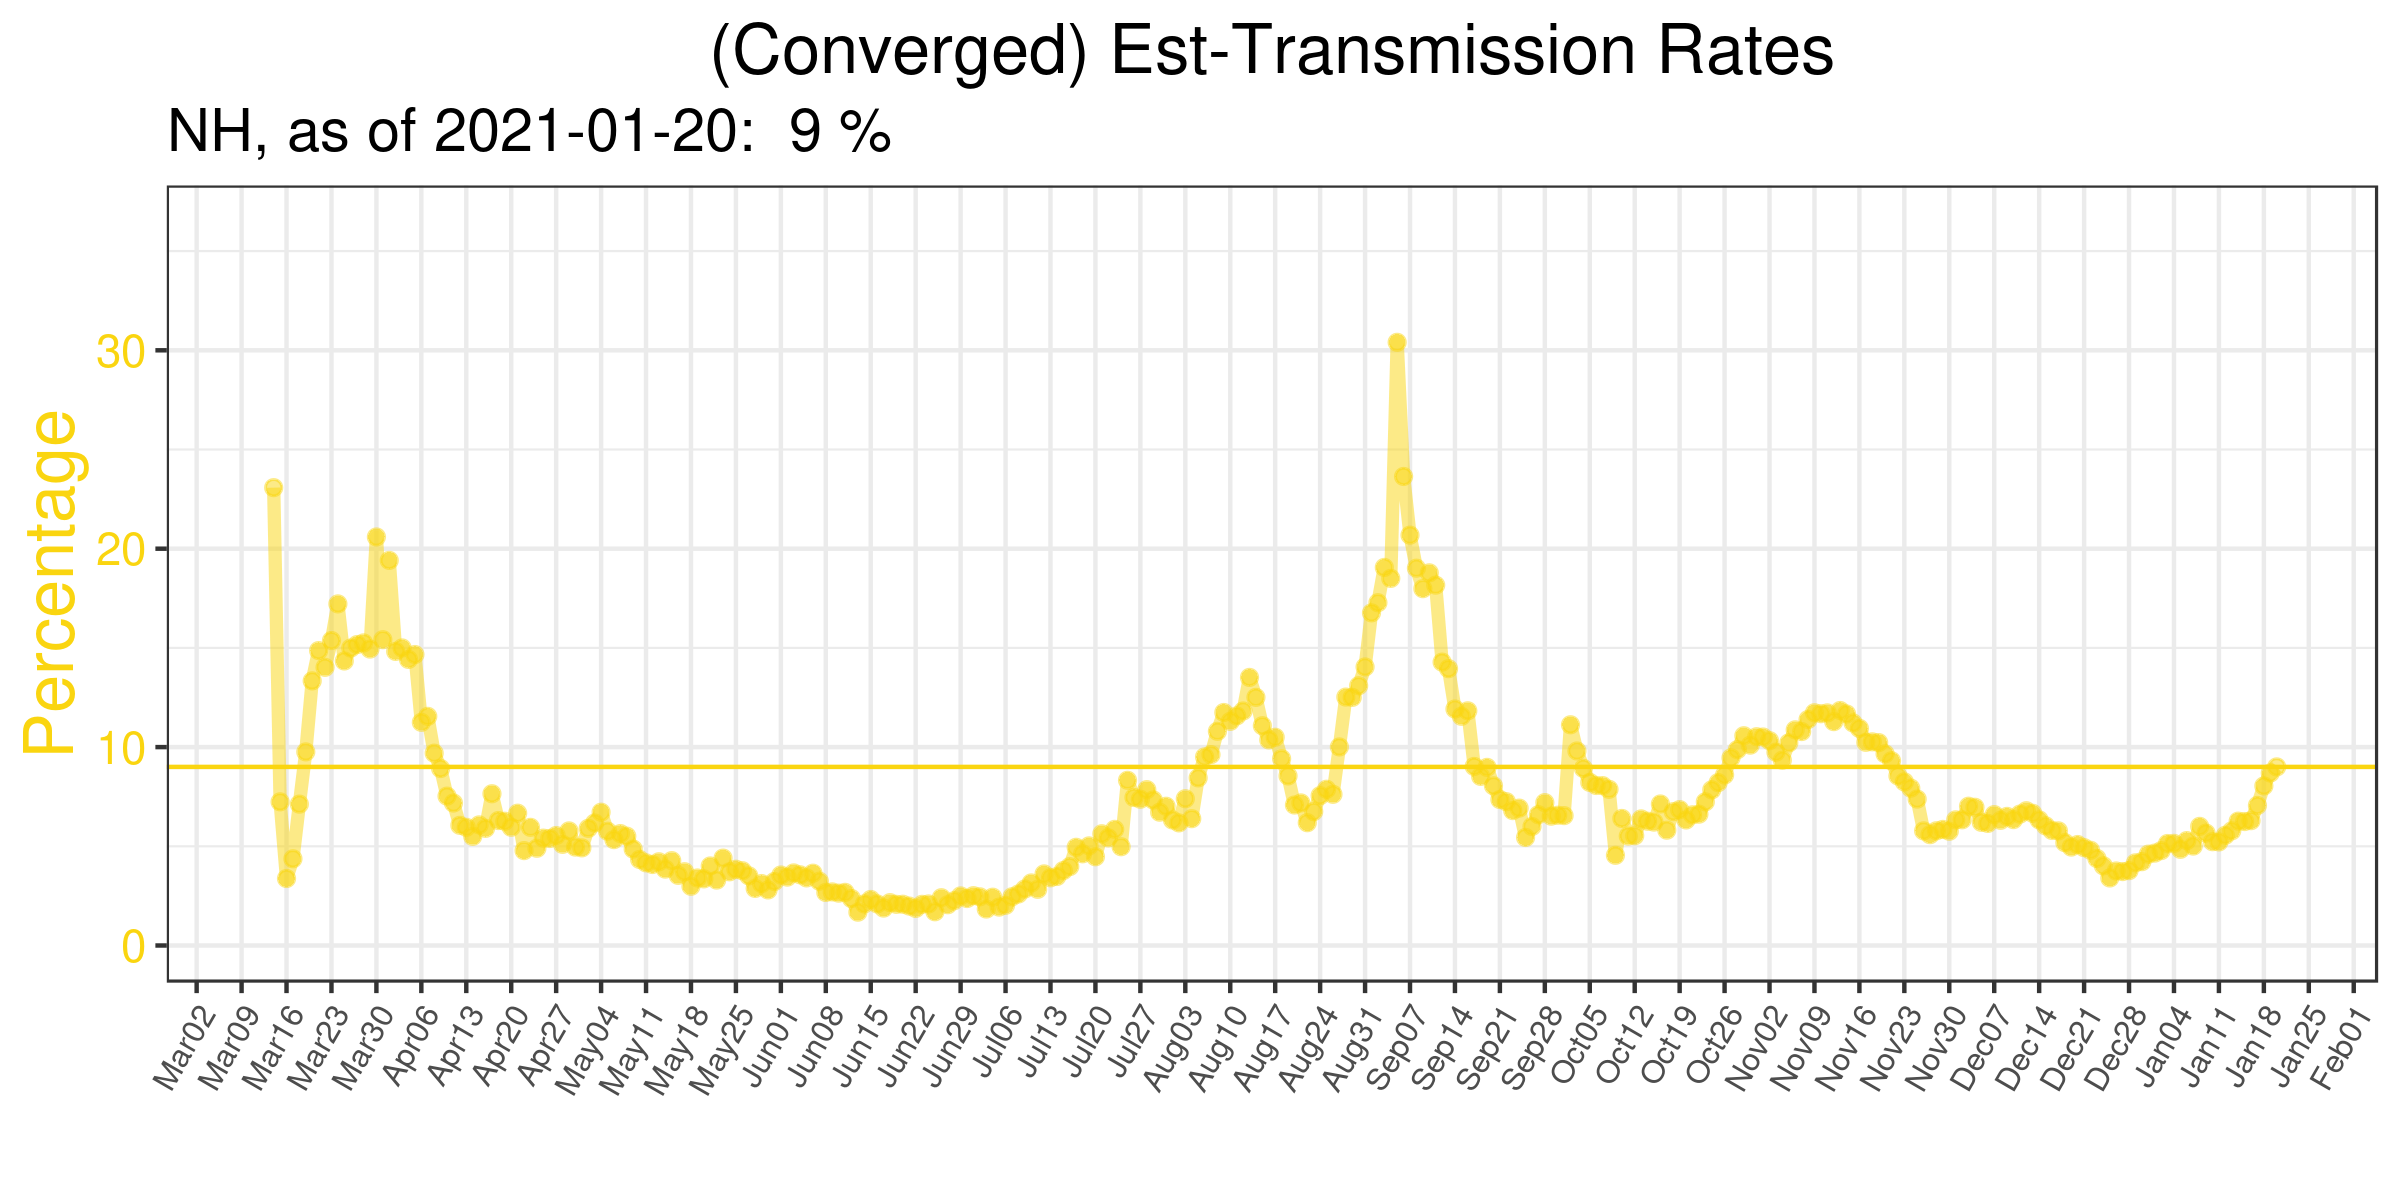 (Converged) Est-Transmission Rates
NH, as of 2021-01-20:  9 %
Percentage
30
20
10
0
Mar02
Mar09
Mar16
Mar23
Mar30
Apr06
Apr13
Apr20
Apr27
May04
May11
May18
May25
Jun01
Jun08
Jun15
Jun22
Jun29
Jul06
Jul13
Jul20
Jul27
Aug03
Aug10
Aug17
Aug24
Aug31
Sep07
Sep14
Sep21
Sep28
Oct05
Oct12
Oct19
Oct26
Nov02
Nov09
Nov16
Nov23
Nov30
Dec07
Dec14
Dec21
Dec28
Jan04
Jan11
Jan18
Jan25
Feb01